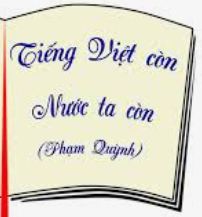 Tiếng Việt còn
Nước ta còn
(Phạm Quỳnh)